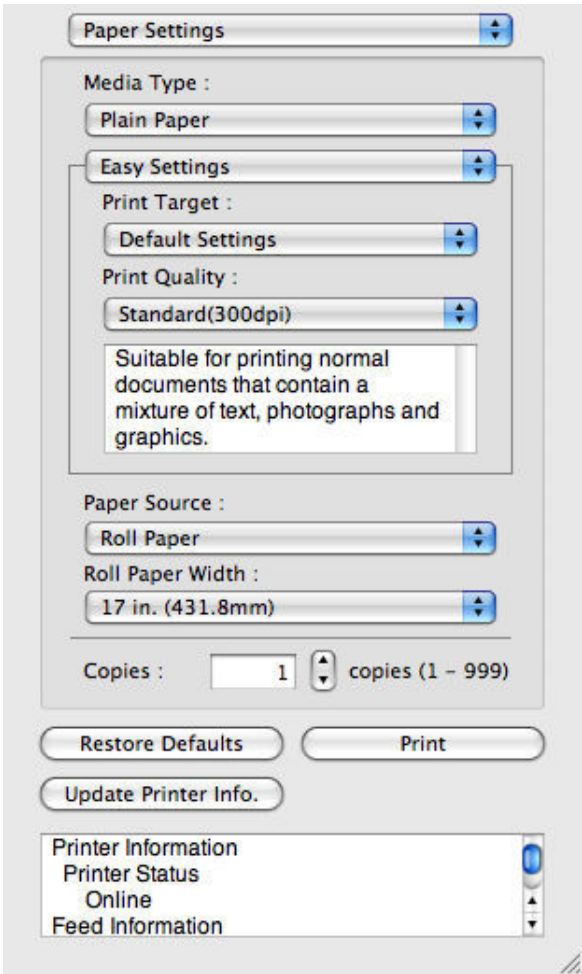 Paper Settings
Media Type :
Plain Paper
Easy Settings
Print Target :
Default Settings
Print Quality :
Standard(300dpi)
Suitable for printing normal
documents that contain a
mixture of text, photographs and
graphics.
Paper Source :
Roll Paper
Roll Paper Width :
17 in. (431.8mm)
Copies : 1 copies (1 – 999)
Restore Defaults Print
Update Printer Info.
Printer Information
Printer Status
Online
Feed Information